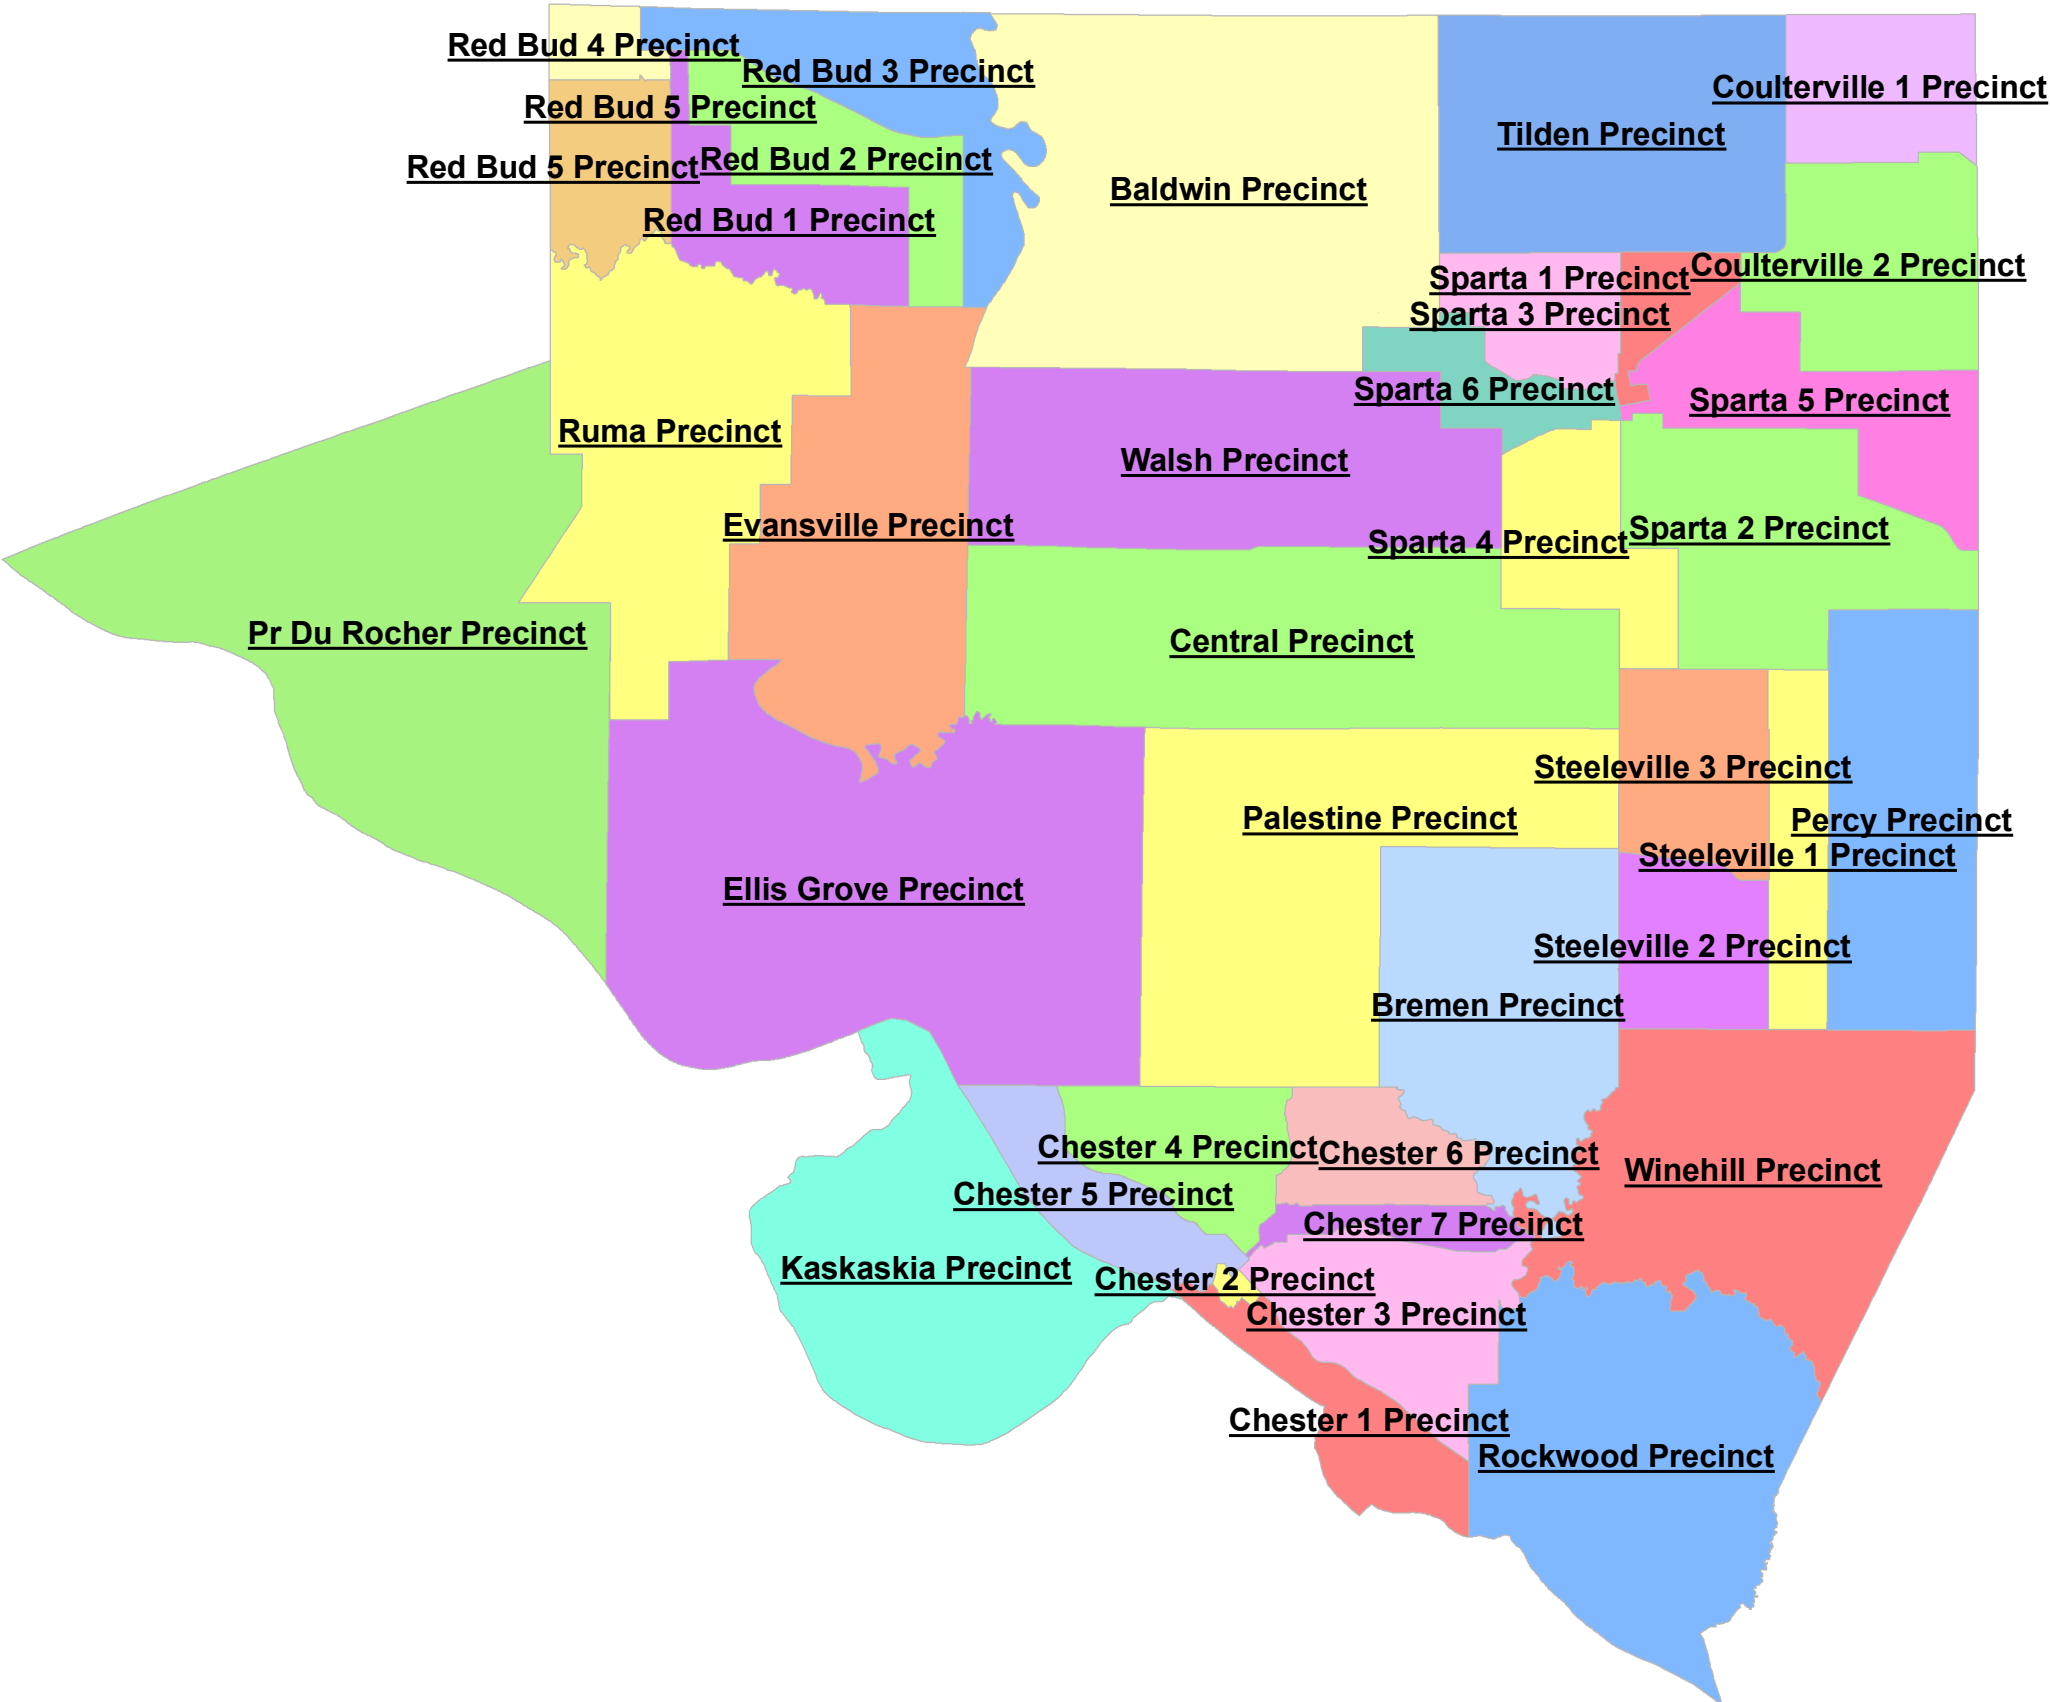 Red Bud 4 Precinct
Red Bud 3 Precinct
Coulterville 1 Precinct
Red Bud 5 Precinct
Tilden Precinct
Red Bud 2 Precinct
Red Bud 5 Precinct
Baldwin Precinct
Red Bud 1 Precinct
Coulterville 2 Precinct
Sparta 1 Precinct
Sparta 3 Precinct
Sparta 6 Precinct
Sparta 5 Precinct
Ruma Precinct
Walsh Precinct
Evansville Precinct
Sparta 2 Precinct
Sparta 4 Precinct
Pr Du Rocher Precinct
Central Precinct
Steeleville 3 Precinct
Palestine Precinct
Percy Precinct
Steeleville 1 Precinct
Ellis Grove Precinct
Steeleville 2 Precinct
Bremen Precinct
Chester 4 Precinct
Chester 6 Precinct
Winehill Precinct
Chester 5 Precinct
Chester 7 Precinct
Kaskaskia Precinct
Chester 2 Precinct
Chester 3 Precinct
Chester 1 Precinct
Rockwood Precinct